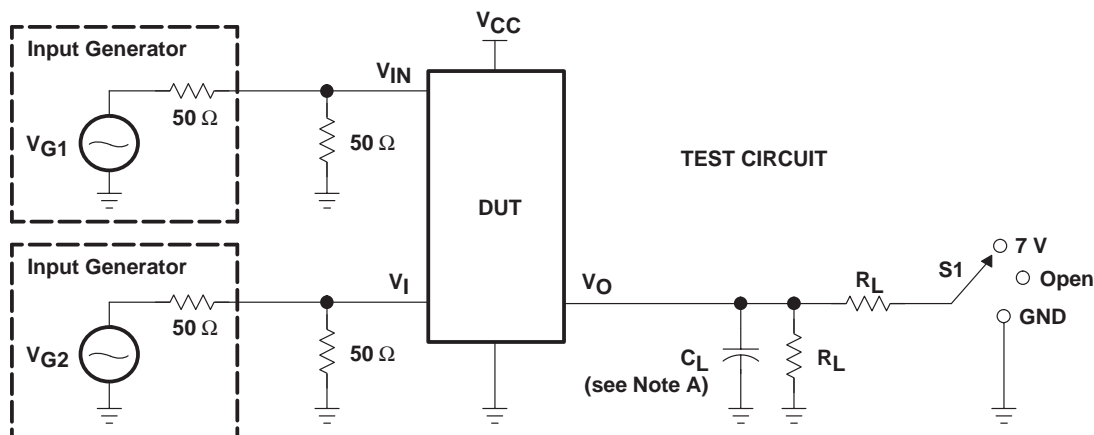 Input Generator
VG1
50 Ω
50 Ω
VIN
VCC
DUT
TEST CIRCUIT
Input Generator
VG2
50 Ω
50 Ω
VI
VO
CL
(see Note A)
RL
RL
S1
7 V
Open
GND